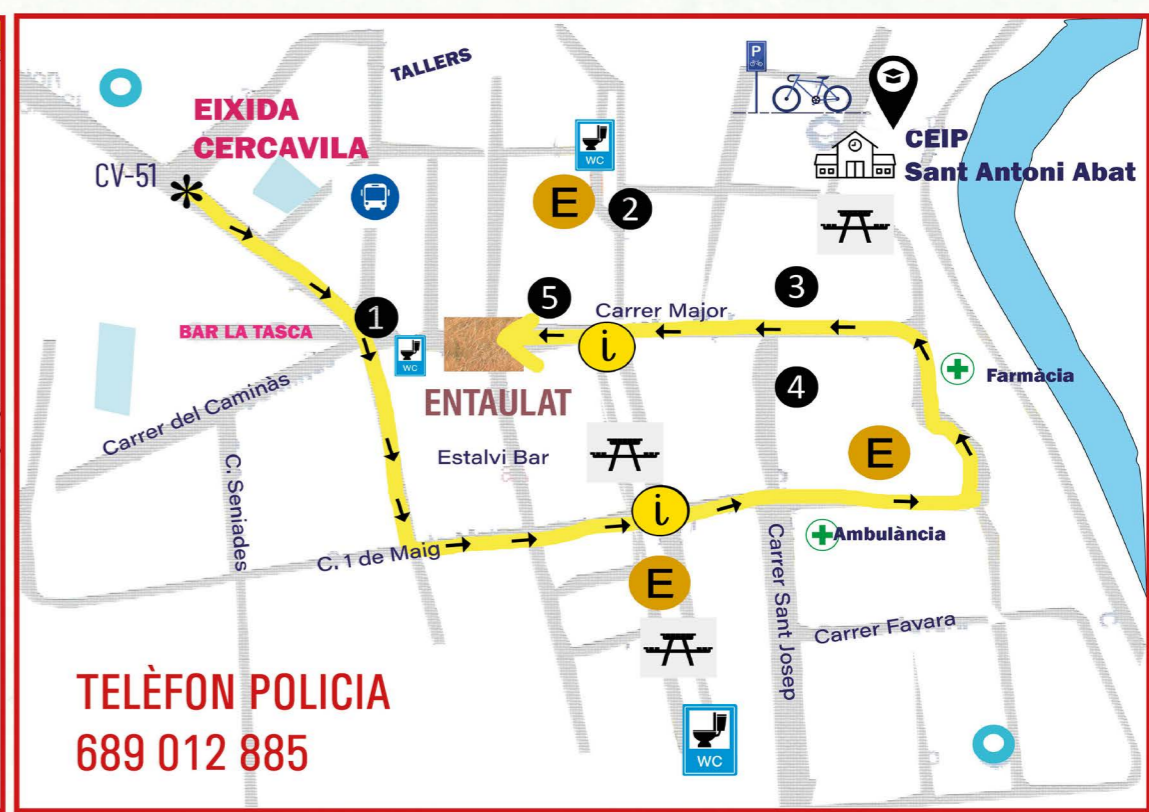 TALLERS
P
EIXIDA
CERCAVILA
CV-51
WC
CEIP
Sant Antoni Abat
E
2
5
3
Carrer Major
1
BAR LA TASCA
WC
i
ENTAULAT
4
Farmàcia
Carrer del Caminàs
Estalvi Bar
E
C. Seniades
i
Ambulància
C. 1 de Maig
E
Carrer Sant Josep
Carrer Favara
TELÈFON POLICIA
689 012 885
WC